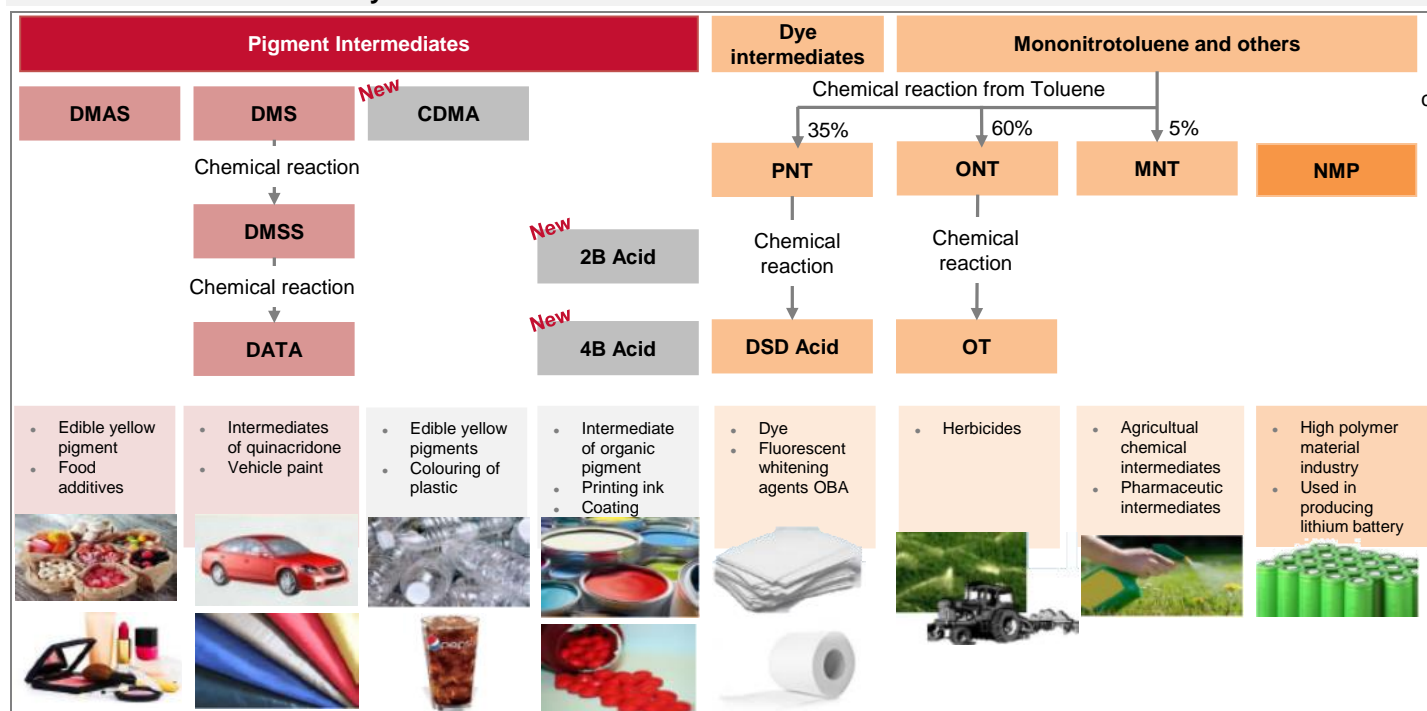 Pigment Intermediates
Dye
intermediates
Mononitrotoluene and others
New
DMAS
DMS
CDMA
Chemical reaction from Toluene
35%
60%
5%
Chemical reaction
PNT
ONT
MNT
NMP
DMSS
New
2B Acid
Chemical
reaction
Chemical
reaction
Chemical reaction
New
DATA
4B Acid
DSD Acid
OT
Edible yellow
pigment
Food
additives
Intermediates
of quinacridone
Vehicle paint
Edible yellow
pigments
Colouring of
plastic
Intermediate
of organic
pigment
Printing ink
Coating
Dye
Fluorescent
whitening
agents OBA
Herbicides
Agricultual
chemical
intermediates
Pharmaceutic
intermediates
High polymer
material
industry
Used in
producing
lithium battery
pepsi